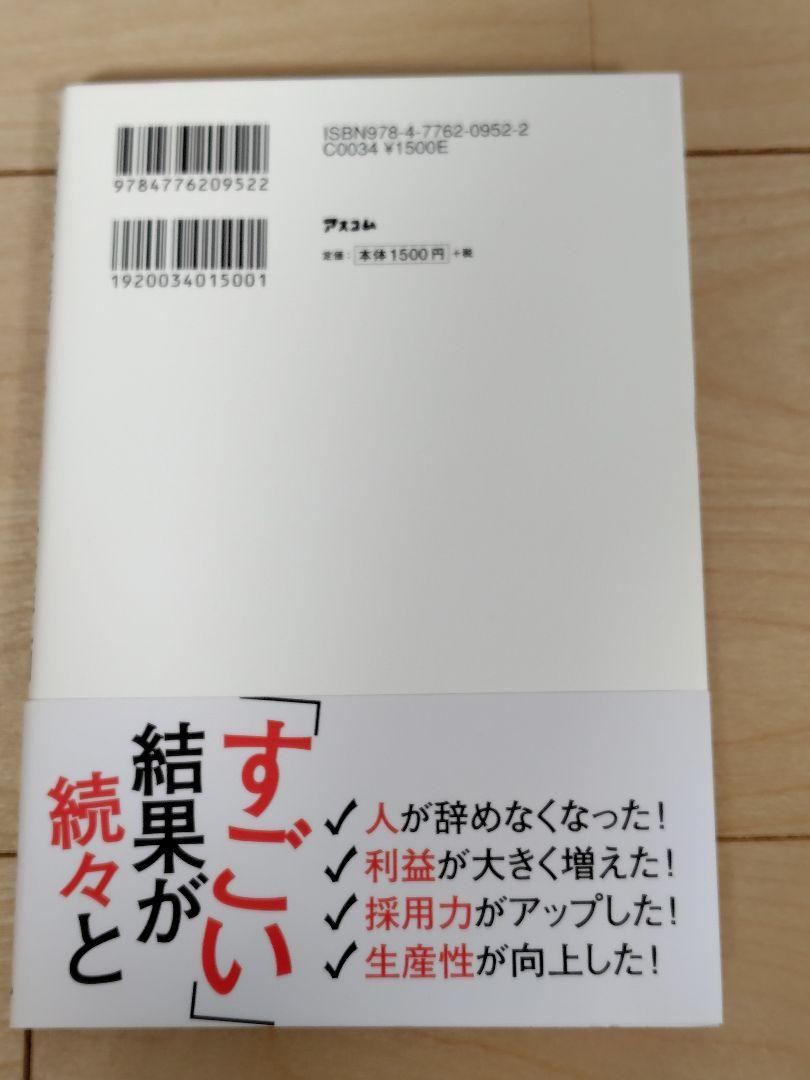 9784776209522
ISBN978-4-7762-0952-2
C0034 ¥1500E
1920034015001
アスコム
定価：本体1500円+税
「すごい」
結果が
続々と
✓人が辞めなくなった！
✓利益が大きく増えた！
✓採用力がアップした！
✓生産性が向上した！